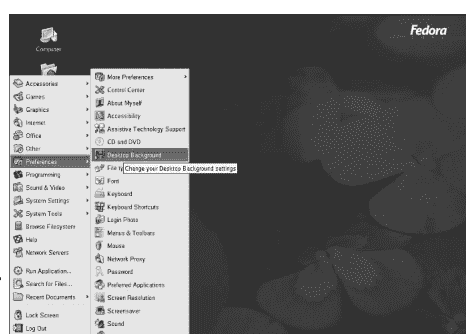 Fedora
Computer
Accessories
Games
Graphics
Internet
Office
Other
Preferences
Programming
Sound & Video
System Settings
System Tools
Browse Filesystem
Help
Network Servers
Run Application...
Search for Files...
Recent Documents
Lock Screen
Log Out
More Preferences
Control Center
About Myself
Accessibility
Assistive Technology Support
CD and DVD
Desktop Background
File ty
Change your Desktop Background settings
Font
Keyboard
Keyboard Shortcuts
Login Photo
Menus & Toolbars
Mouse
Network Proxy
Password
Preferred Applications
Screen Resolution
Screensaver
Sound